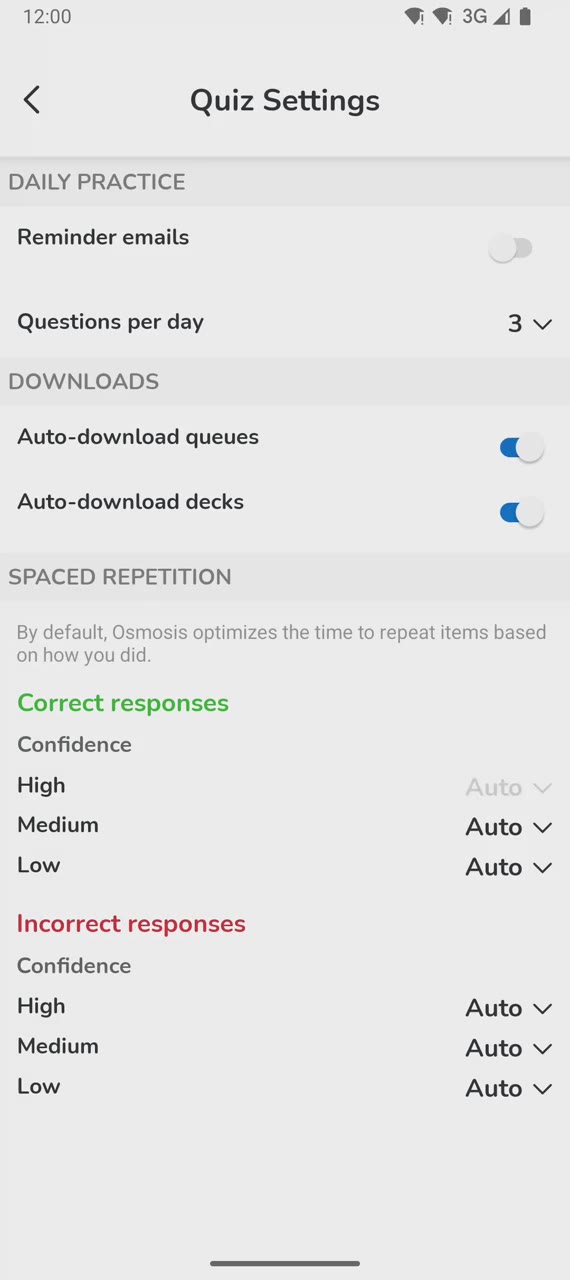 12:00
3G
Quiz Settings
DAILY PRACTICE
Reminder emails
Questions per day
3
DOWNLOADS
Auto-download queues
Auto-download decks
SPACED REPETITION
By default, Osmosis optimizes the time to repeat items based
on how you did.
Correct responses
Confidence
High Auto
Medium Auto
Low Auto
Incorrect responses
Confidence
High Auto
Medium Auto
Low Auto